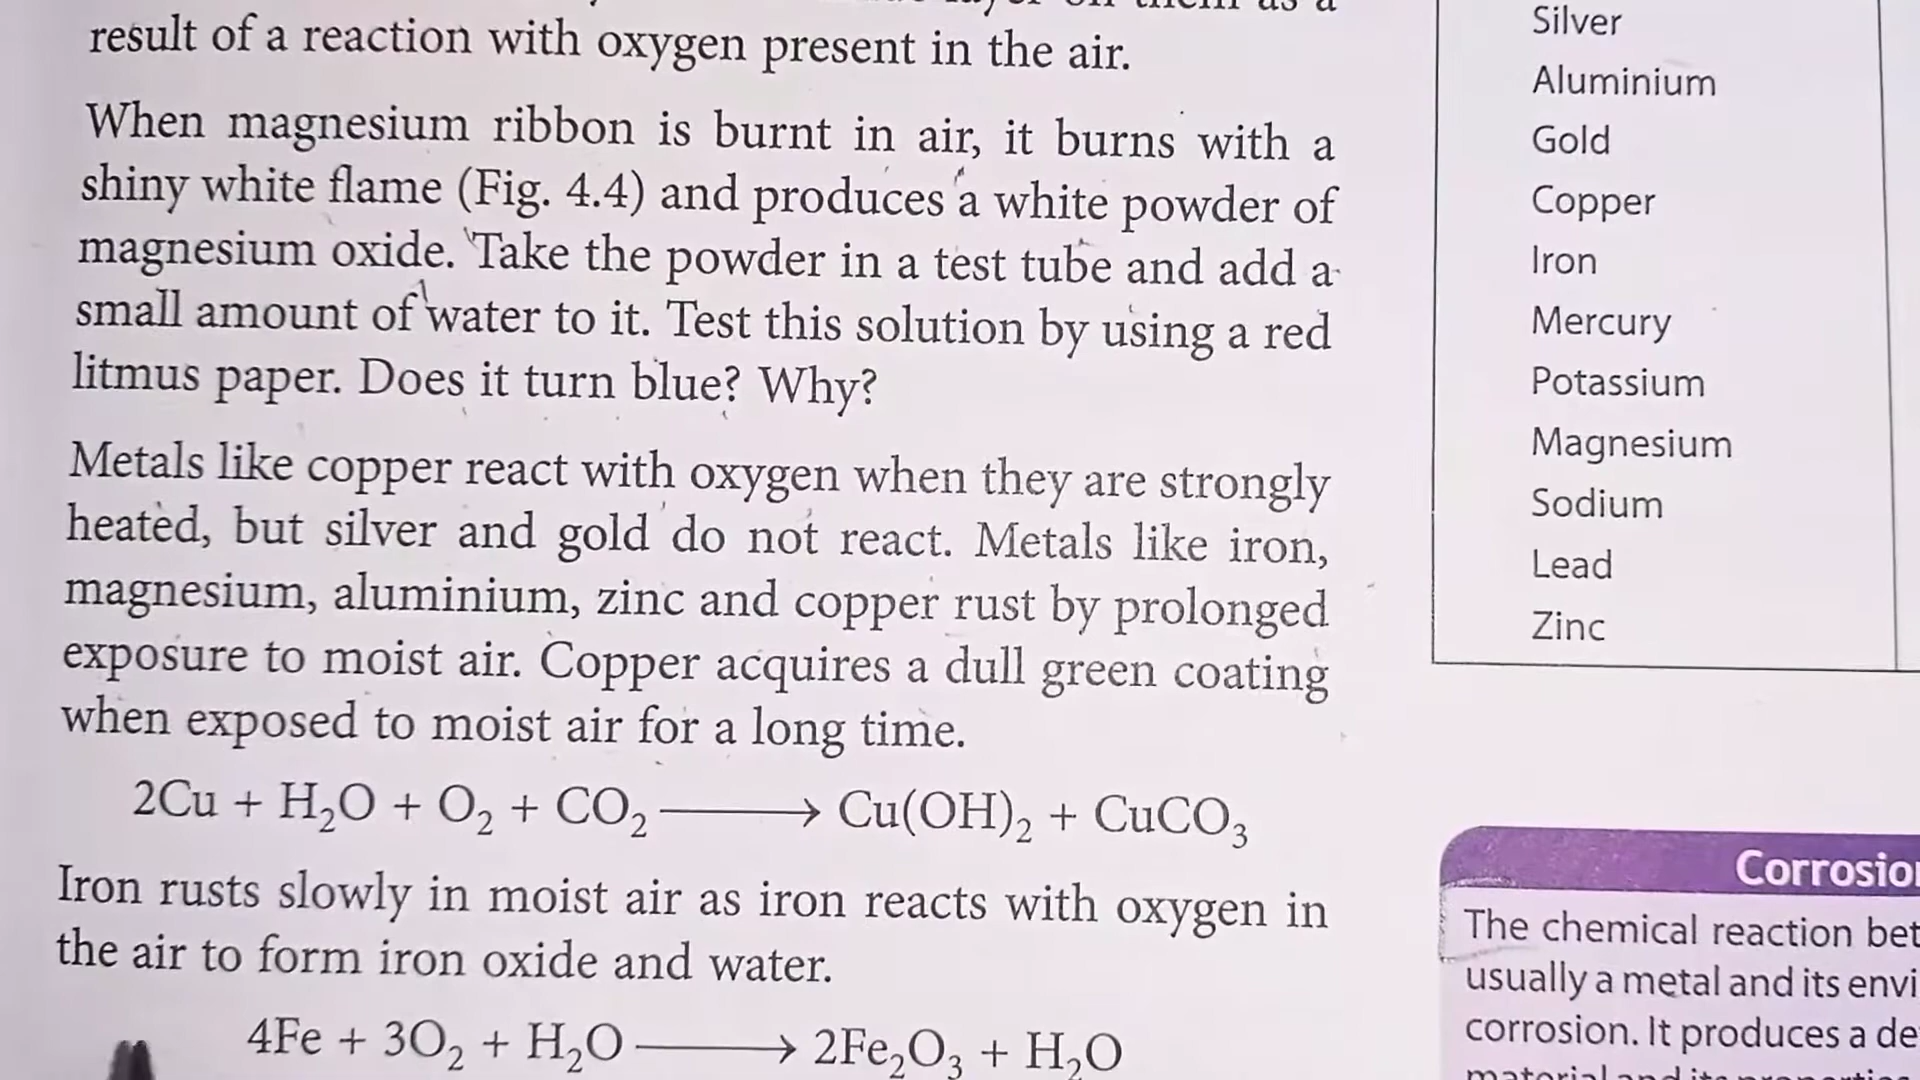 result of a reaction with oxygen present in the air.
When magnesium ribbon is burnt in air, it burns with a
shiny white flame (Fig. 4.4) and produces a white powder of
magnesium oxide. Take the powder in a test tube and add a
small amount of water to it. Test this solution by using a red
litmus paper. Does it turn blue? Why?
Metals like copper react with oxygen when they are strongly
heated, but silver and gold do not react. Metals like iron,
magnesium, aluminium, zinc and copper rust by prolonged
exposure to moist air. Copper acquires a dull green coating
when exposed to moist air for a long time.
2Cu + H₂O + O₂ + CO₂ ⟶ Cu(OH)₂ + CuCO₃
Iron rusts slowly in moist air as iron reacts with oxygen in
the air to form iron oxide and water.
4Fe + 3O₂ + H₂O ⟶ 2Fe₂O₃ + H₂O
Silver
Aluminium
Gold
Copper
Iron
Mercury
Potassium
Magnesium
Sodium
Lead
Zinc
Corrosio
The chemical reaction bet
usually a metal and its envi
corrosion. It produces a de